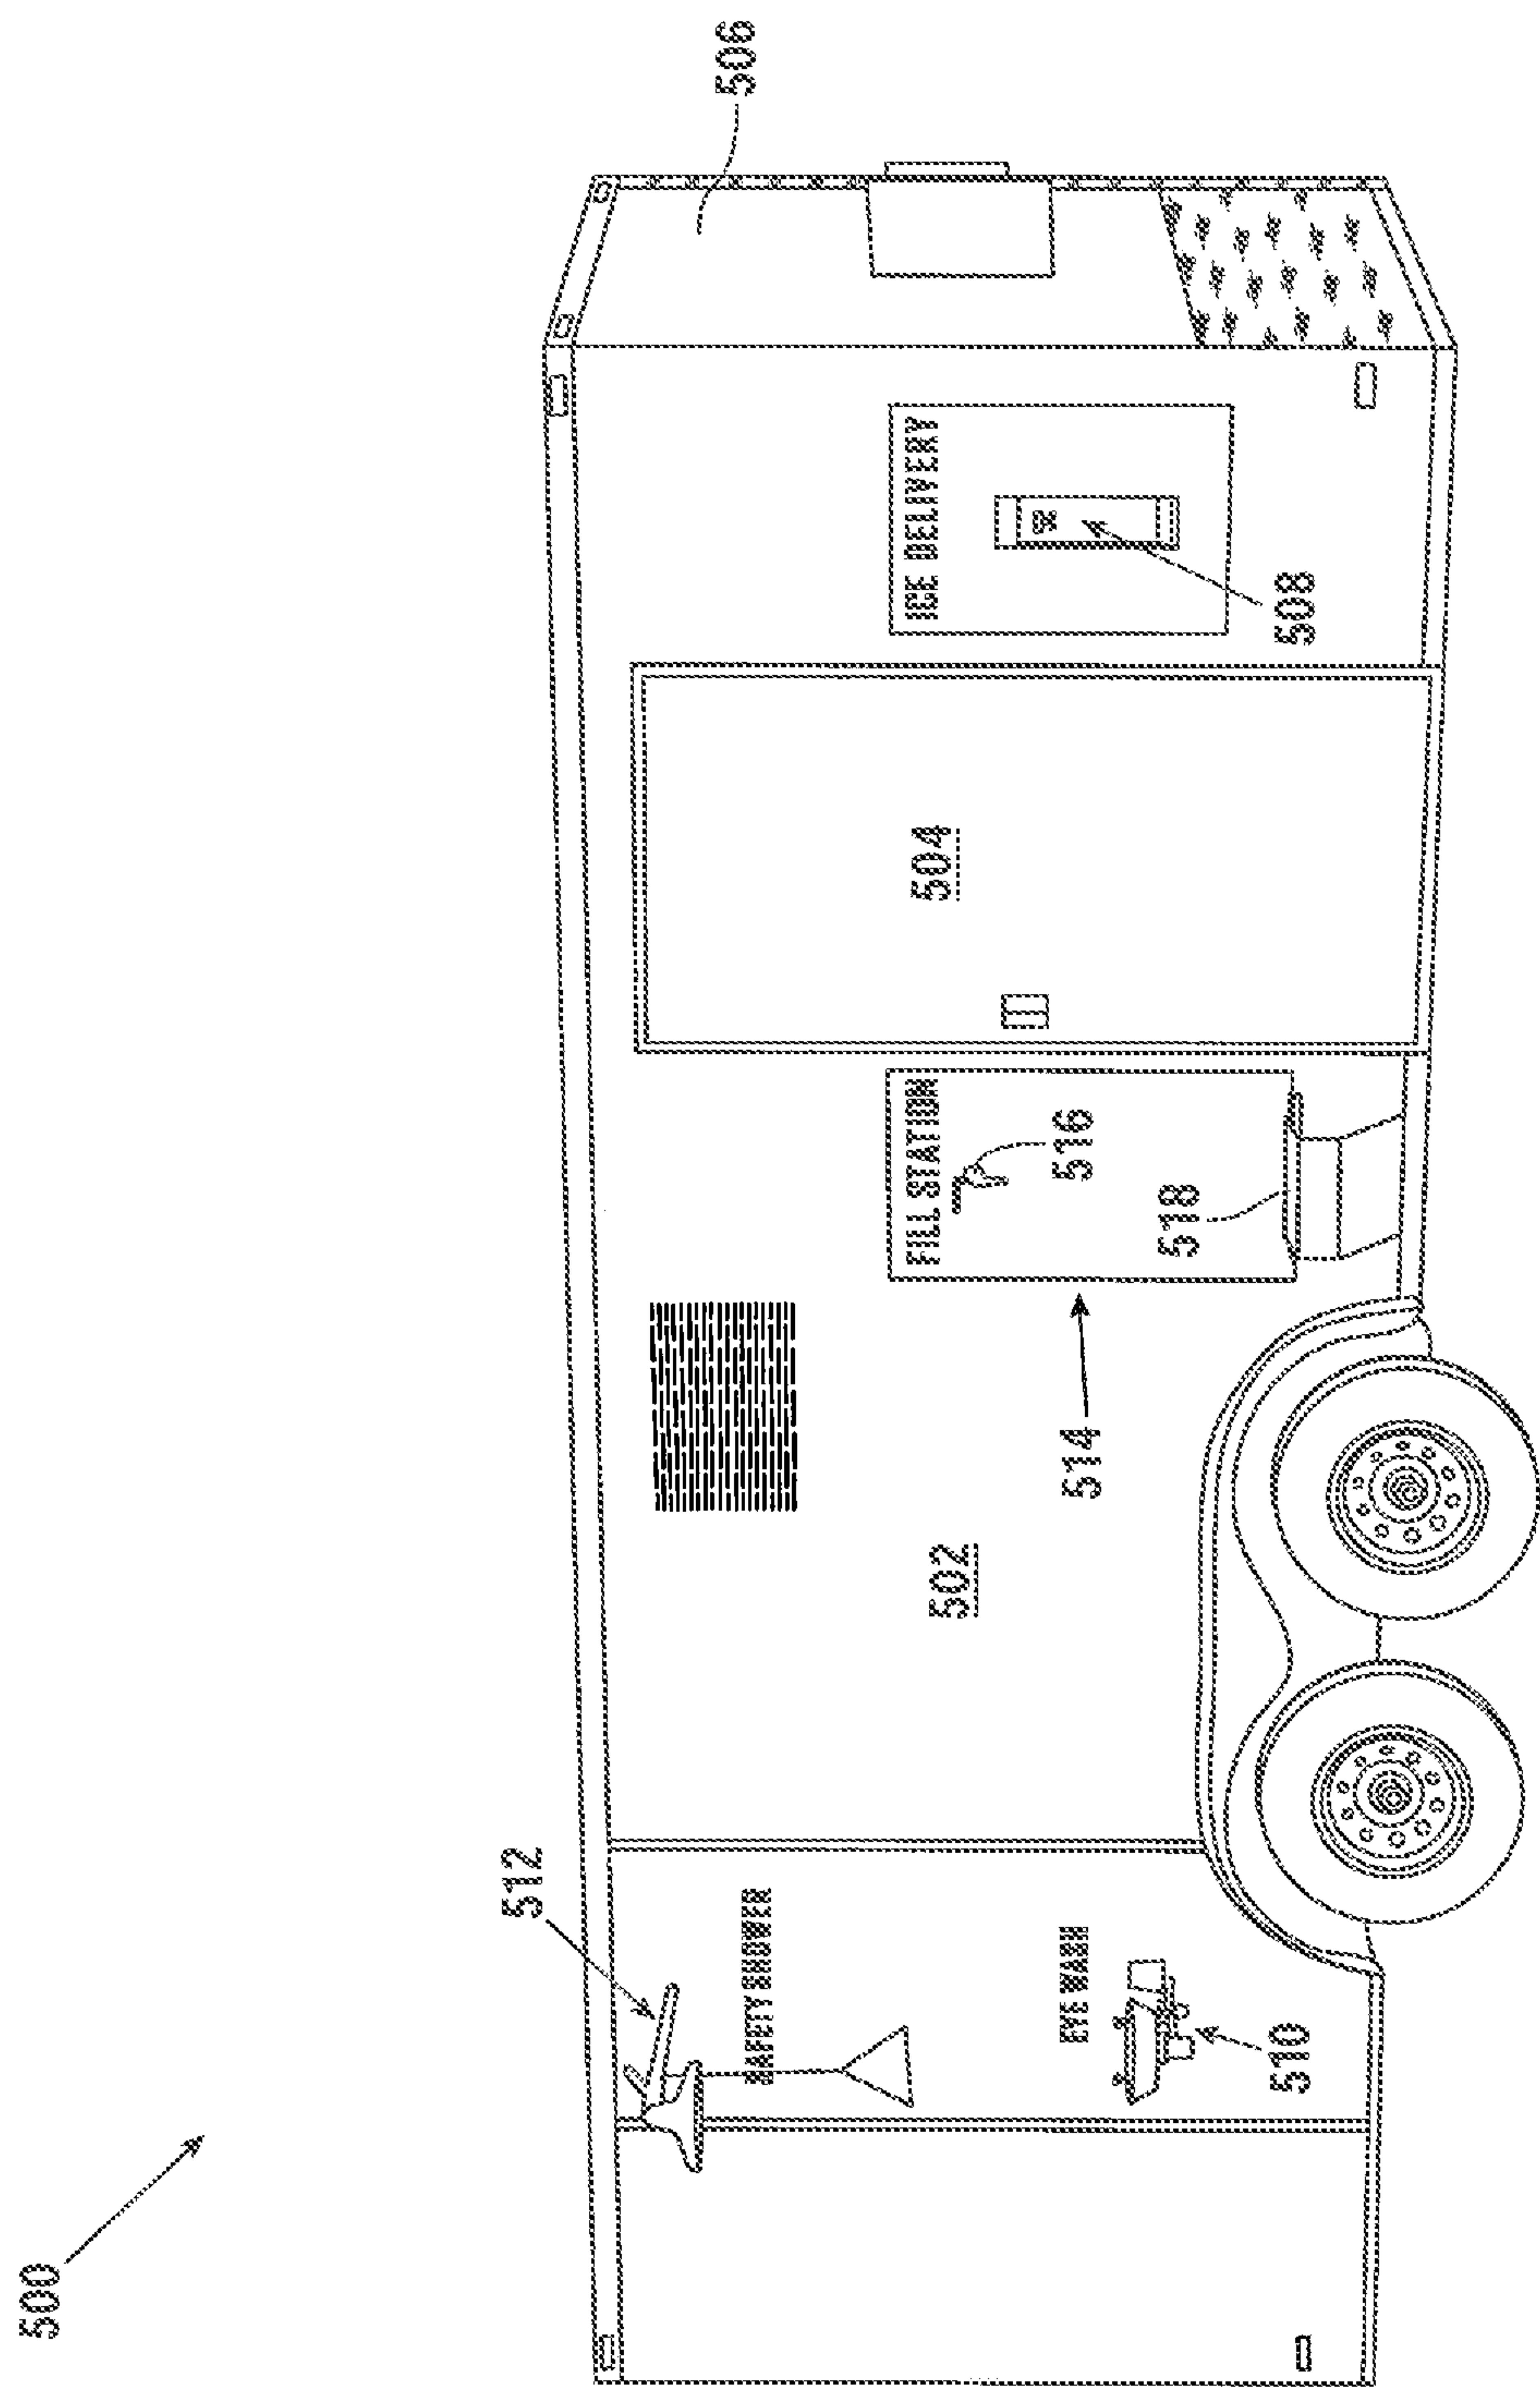 500
512
506
SAFETY SHOWER
FILL STATION
ICE DELIVERY
504
502
EYE WASH
514
516
518
510
508